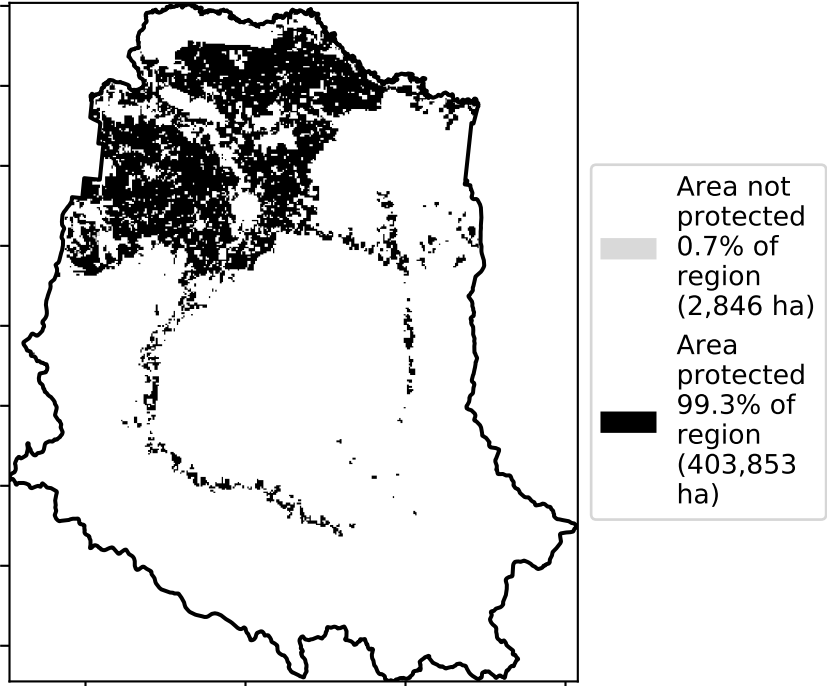 Area not
protected
0.7% of
region
(2,846 ha)
Area
protected
99.3% of
region
(403,853
ha)